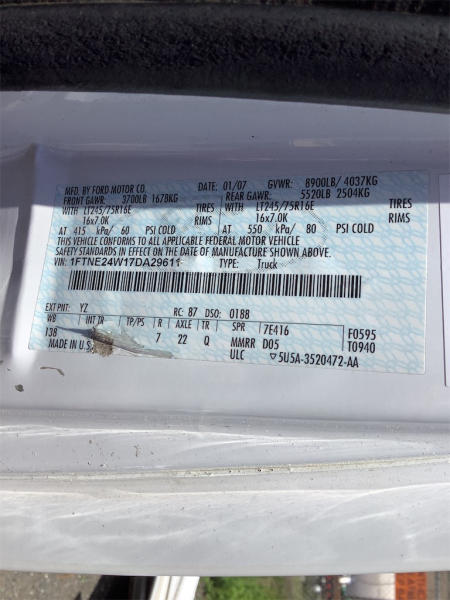 MFD. BY FORD MOTOR CO. DATE: 01/07 GVWR: 8900LB/ 4037KG
FRONT GAWR: 3700LB 1678KG REAR GAWR: 5520LB 2504KG
WITH LT245/75R16E TIRES WITH LT245/75R16E TIRES
16x7.0K RIMS 16x7.0K RIMS
AT 415 kPa/ 60 PSI COLD AT 550 kPa/ 80 PSI COLD
THIS VEHICLE CONFORMS TO ALL APPLICABLE FEDERAL MOTOR VEHICLE
SAFETY STANDARDS IN EFFECT ON THE DATE OF MANUFACTURE SHOWN ABOVE.
VIN: 1FTNE24W17DA29611 TYPE: Truck
EXT PNT: YZ RC: 87 DSO: 0188
WB INT TR TP/PS R AXLE TR SPR 7E416 F0595
138 7 22 Q MMRR D05 T0940
MADE IN U.S. ULC 5U5A-3520472-AA